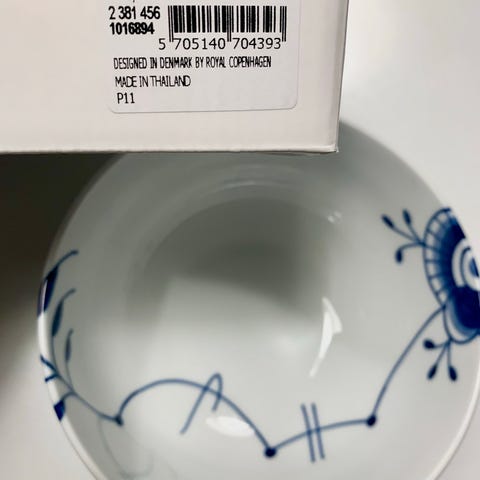 2 381 456
1016894
5 705140 704393
DESIGNED IN DENMARK BY ROYAL COPENHAGEN
MADE IN THAILAND
P11